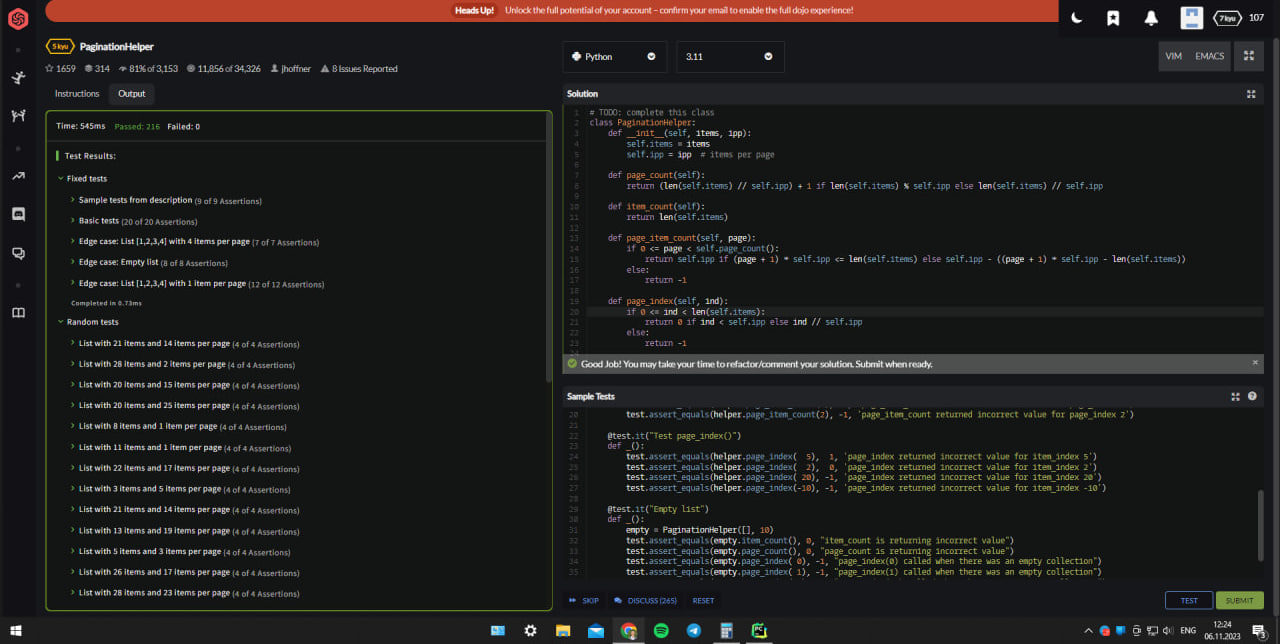 Heads Up! Unlock the full potential of your account – confirm your email to enable the full dojo experience!
7 kyu 107
5 kyu PaginationHelper
1659 314 81% of 3,153 11,856 of 34,326 jhoffner 8 Issues Reported
Instructions Output
Time: 545ms Passed: 216 Failed: 0
Test Results:
Fixed tests
Sample tests from description (9 of 9 Assertions)
Basic tests (20 of 20 Assertions)
Edge case: List [1,2,3,4] with 4 items per page (7 of 7 Assertions)
Edge case: Empty list (8 of 8 Assertions)
Edge case: List [1,2,3,4] with 1 item per page (12 of 12 Assertions)
Completed in 0.73ms
Random tests
List with 21 items and 14 items per page (4 of 4 Assertions)
List with 28 items and 2 items per page (4 of 4 Assertions)
List with 20 items and 15 items per page (4 of 4 Assertions)
List with 20 items and 25 items per page (4 of 4 Assertions)
List with 8 items and 1 item per page (4 of 4 Assertions)
List with 11 items and 1 item per page (4 of 4 Assertions)
List with 22 items and 17 items per page (4 of 4 Assertions)
List with 3 items and 5 items per page (4 of 4 Assertions)
List with 21 items and 14 items per page (4 of 4 Assertions)
List with 13 items and 19 items per page (4 of 4 Assertions)
List with 5 items and 3 items per page (4 of 4 Assertions)
List with 26 items and 17 items per page (4 of 4 Assertions)
List with 28 items and 23 items per page (4 of 4 Assertions)
Python 3.11 VIM EMACS
Solution
1 # TODO: complete this class
2 class PaginationHelper:
3 def __init__(self, items, ipp):
4 self.items = items
5 self.ipp = ipp # items per page
6
7 def page_count(self):
8 return (len(self.items) // self.ipp) + 1 if len(self.items) % self.ipp else len(self.items) // self.ipp
9
10 def item_count(self):
11 return len(self.items)
12
13 def page_item_count(self, page):
14 if 0 <= page < self.page_count():
15 return self.ipp if (page + 1) * self.ipp <= len(self.items) else self.ipp - ((page + 1) * self.ipp - len(self.items))
16 else:
17 return -1
18
19 def page_index(self, ind):
20 if 0 <= ind < len(self.items):
21 return 0 if ind < self.ipp else ind // self.ipp
22 else:
23 return -1
Good Job! You may take your time to refactor/comment your solution. Submit when ready.
Sample Tests
20 test.assert_equals(helper.page_item_count(2), -1, 'page_item_count returned incorrect value for page_index 2')
21
22 @test.it("Test page_index()")
23 def _():
24 test.assert_equals(helper.page_index( 5), 1, 'page_index returned incorrect value for item_index 5')
25 test.assert_equals(helper.page_index( 2), 0, 'page_index returned incorrect value for item_index 2')
26 test.assert_equals(helper.page_index( 20), -1, 'page_index returned incorrect value for item_index 20')
27 test.assert_equals(helper.page_index(-10), -1, 'page_index returned incorrect value for item_index -10')
28
29 @test.it("Empty list")
30 def _():
31 empty = PaginationHelper([], 10)
32 test.assert_equals(empty.item_count(), 0, "item_count is returning incorrect value")
33 test.assert_equals(empty.page_count(), 0, "page_count is returning incorrect value")
34 test.assert_equals(empty.page_index( 0), -1, "page_index(0) called when there was an empty collection")
35 test.assert_equals(empty.page_index( 1), -1, "page_index(1) called when there was an empty collection")
SKIP DISCUSS (265) RESET TEST SUBMIT
ENG 12:24
06.11.2023